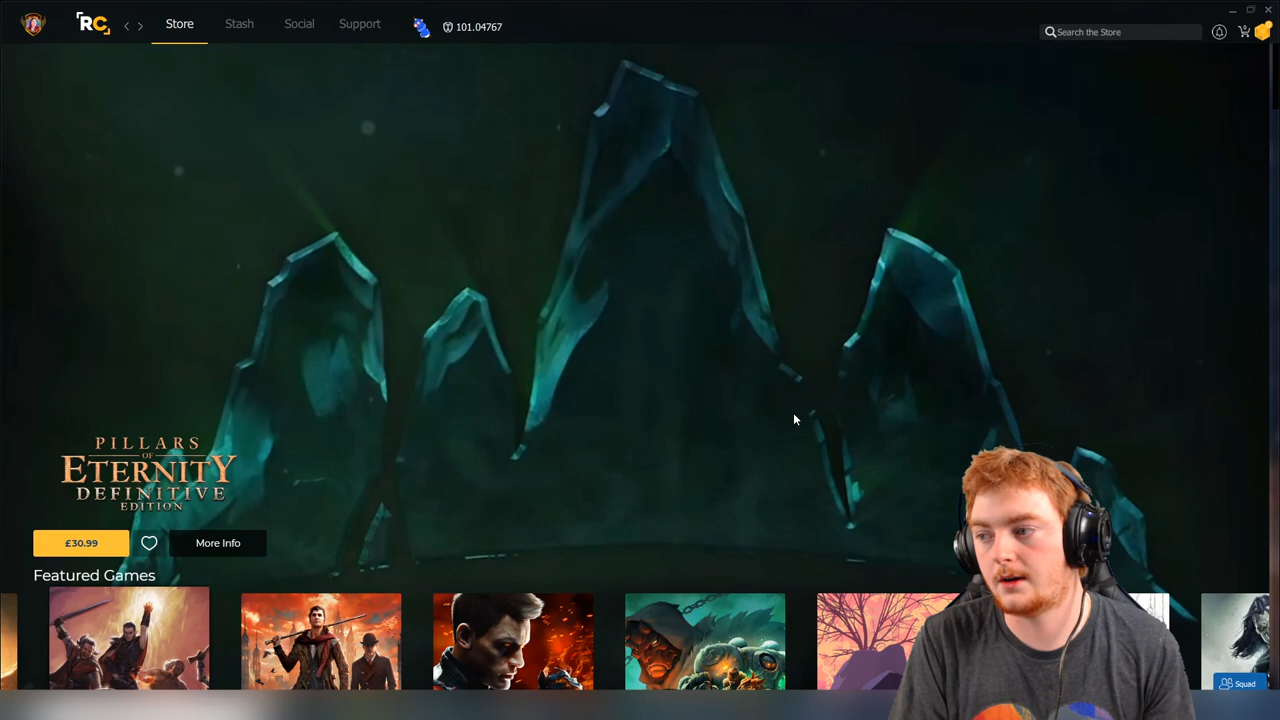 RC
Store
Stash
Social
Support
101.04767
Search the Store
PILLARS
OF
ETERNITY
DEFINITIVE
EDITION
£30.99
More Info
Featured Games
Squad